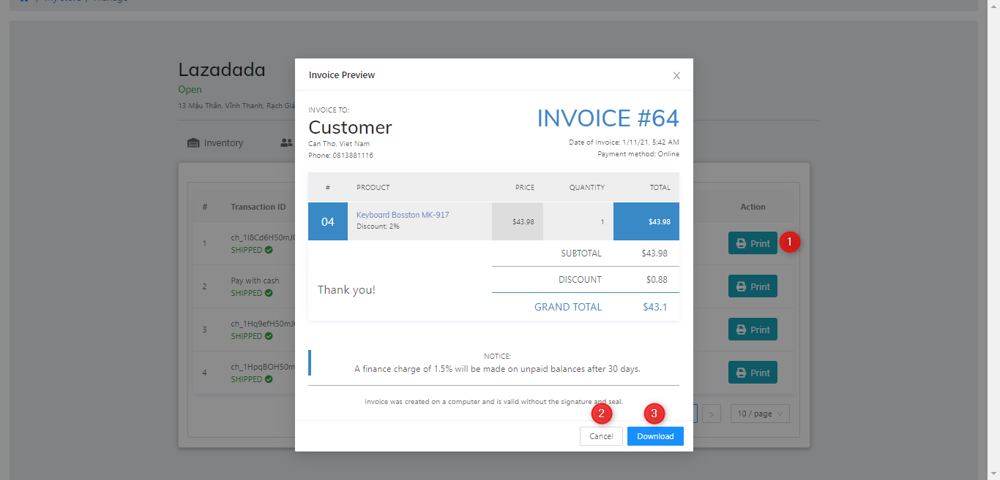 My Store / Manage
Lazadada
Open
13 Mậu Thân, Vĩnh Thanh, Rạch Giá
Inventory
#
Transaction ID
Action
1
ch_1I8Cd6H50mJ
SHIPPED
Print
1
2
Pay with cash
SHIPPED
Print
3
ch_1Hq9efH50mJ
SHIPPED
Print
4
ch_1HpqBOH50m
SHIPPED
Print
>
10 / page
Invoice Preview
INVOICE TO:
Customer
Can Tho, Viet Nam
Phone: 0813881116
INVOICE #64
Date of Invoice: 1/11/21, 5:42 AM
Payment method: Online
# PRODUCT PRICE QUANTITY TOTAL
04 Keyboard Bosston MK-917 $43.98 1 $43.98
Discount: 2%
SUBTOTAL $43.98
DISCOUNT $0.88
GRAND TOTAL $43.1
Thank you!
NOTICE:
A finance charge of 1.5% will be made on unpaid balances after 30 days.
Invoice was created on a computer and is valid without the signature and seal.
2
3
Cancel
Download